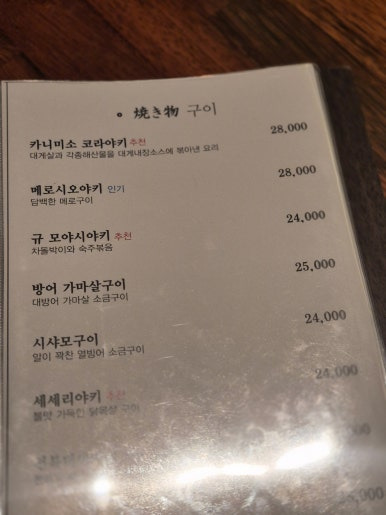 • 焼き物 구이
카니미소 코라야키 추천 28,000
대게살과 각종해산물을 대게내장소스에 볶아낸 요리
메로시오야키 인기 28,000
담백한 메로구이
규 모야시야키 추천 24,000
차돌박이와 숙주볶음
방어 가마살구이 25,000
대방어 가마살 소금구이
시샤모구이 24,000
알이 꽉찬 열빙어 소금구이
세세리야키 추천 24,000
불맛 가득한 닭목살 구이